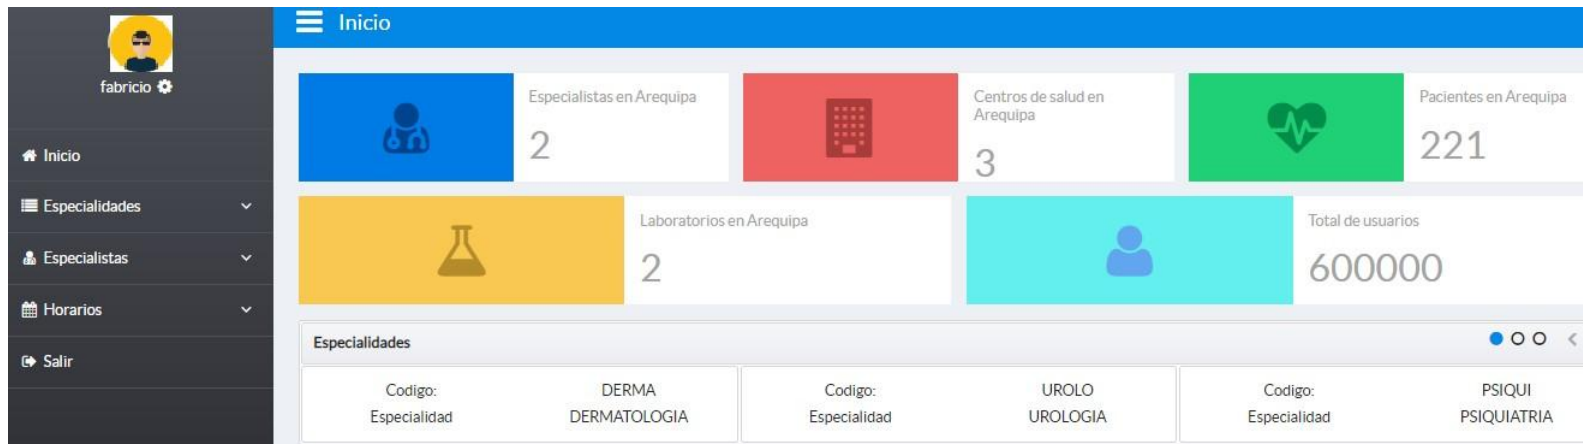 fabricio
Inicio
Especialidades
Especialistas
Horarios
Salir
Inicio
Especialistas en Arequipa
2
Centros de salud en
Arequipa
3
Pacientes en Arequipa
221
Laboratorios en Arequipa
2
Total de usuarios
600000
Especialidades
Codigo: DERMA
Especialidad DERMATOLOGIA
Codigo: UROLO
Especialidad UROLOGIA
Codigo: PSIQUI
Especialidad PSIQUIATRIA